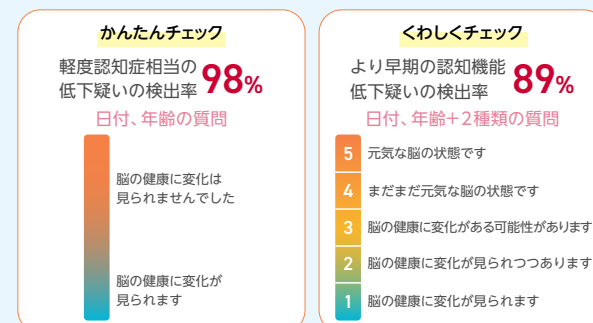 かんたんチェック
軽度認知症相当の
低下疑いの検出率 98%
日付、年齢の質問
脳の健康に変化は
見られませんでした
脳の健康に変化が
見られます
くわしくチェック
より早期の認知機能
低下疑いの検出率 89%
日付、年齢+2種類の質問
5 元気な脳の状態です
4 まだまだ元気な脳の状態です
3 脳の健康に変化がある可能性があります
2 脳の健康に変化が見られつつあります
1 脳の健康に変化が見られます